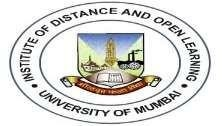 INSTITUTE OF DISTANCE AND OPEN LEARNING
UNIVERSITY OF MUMBAI